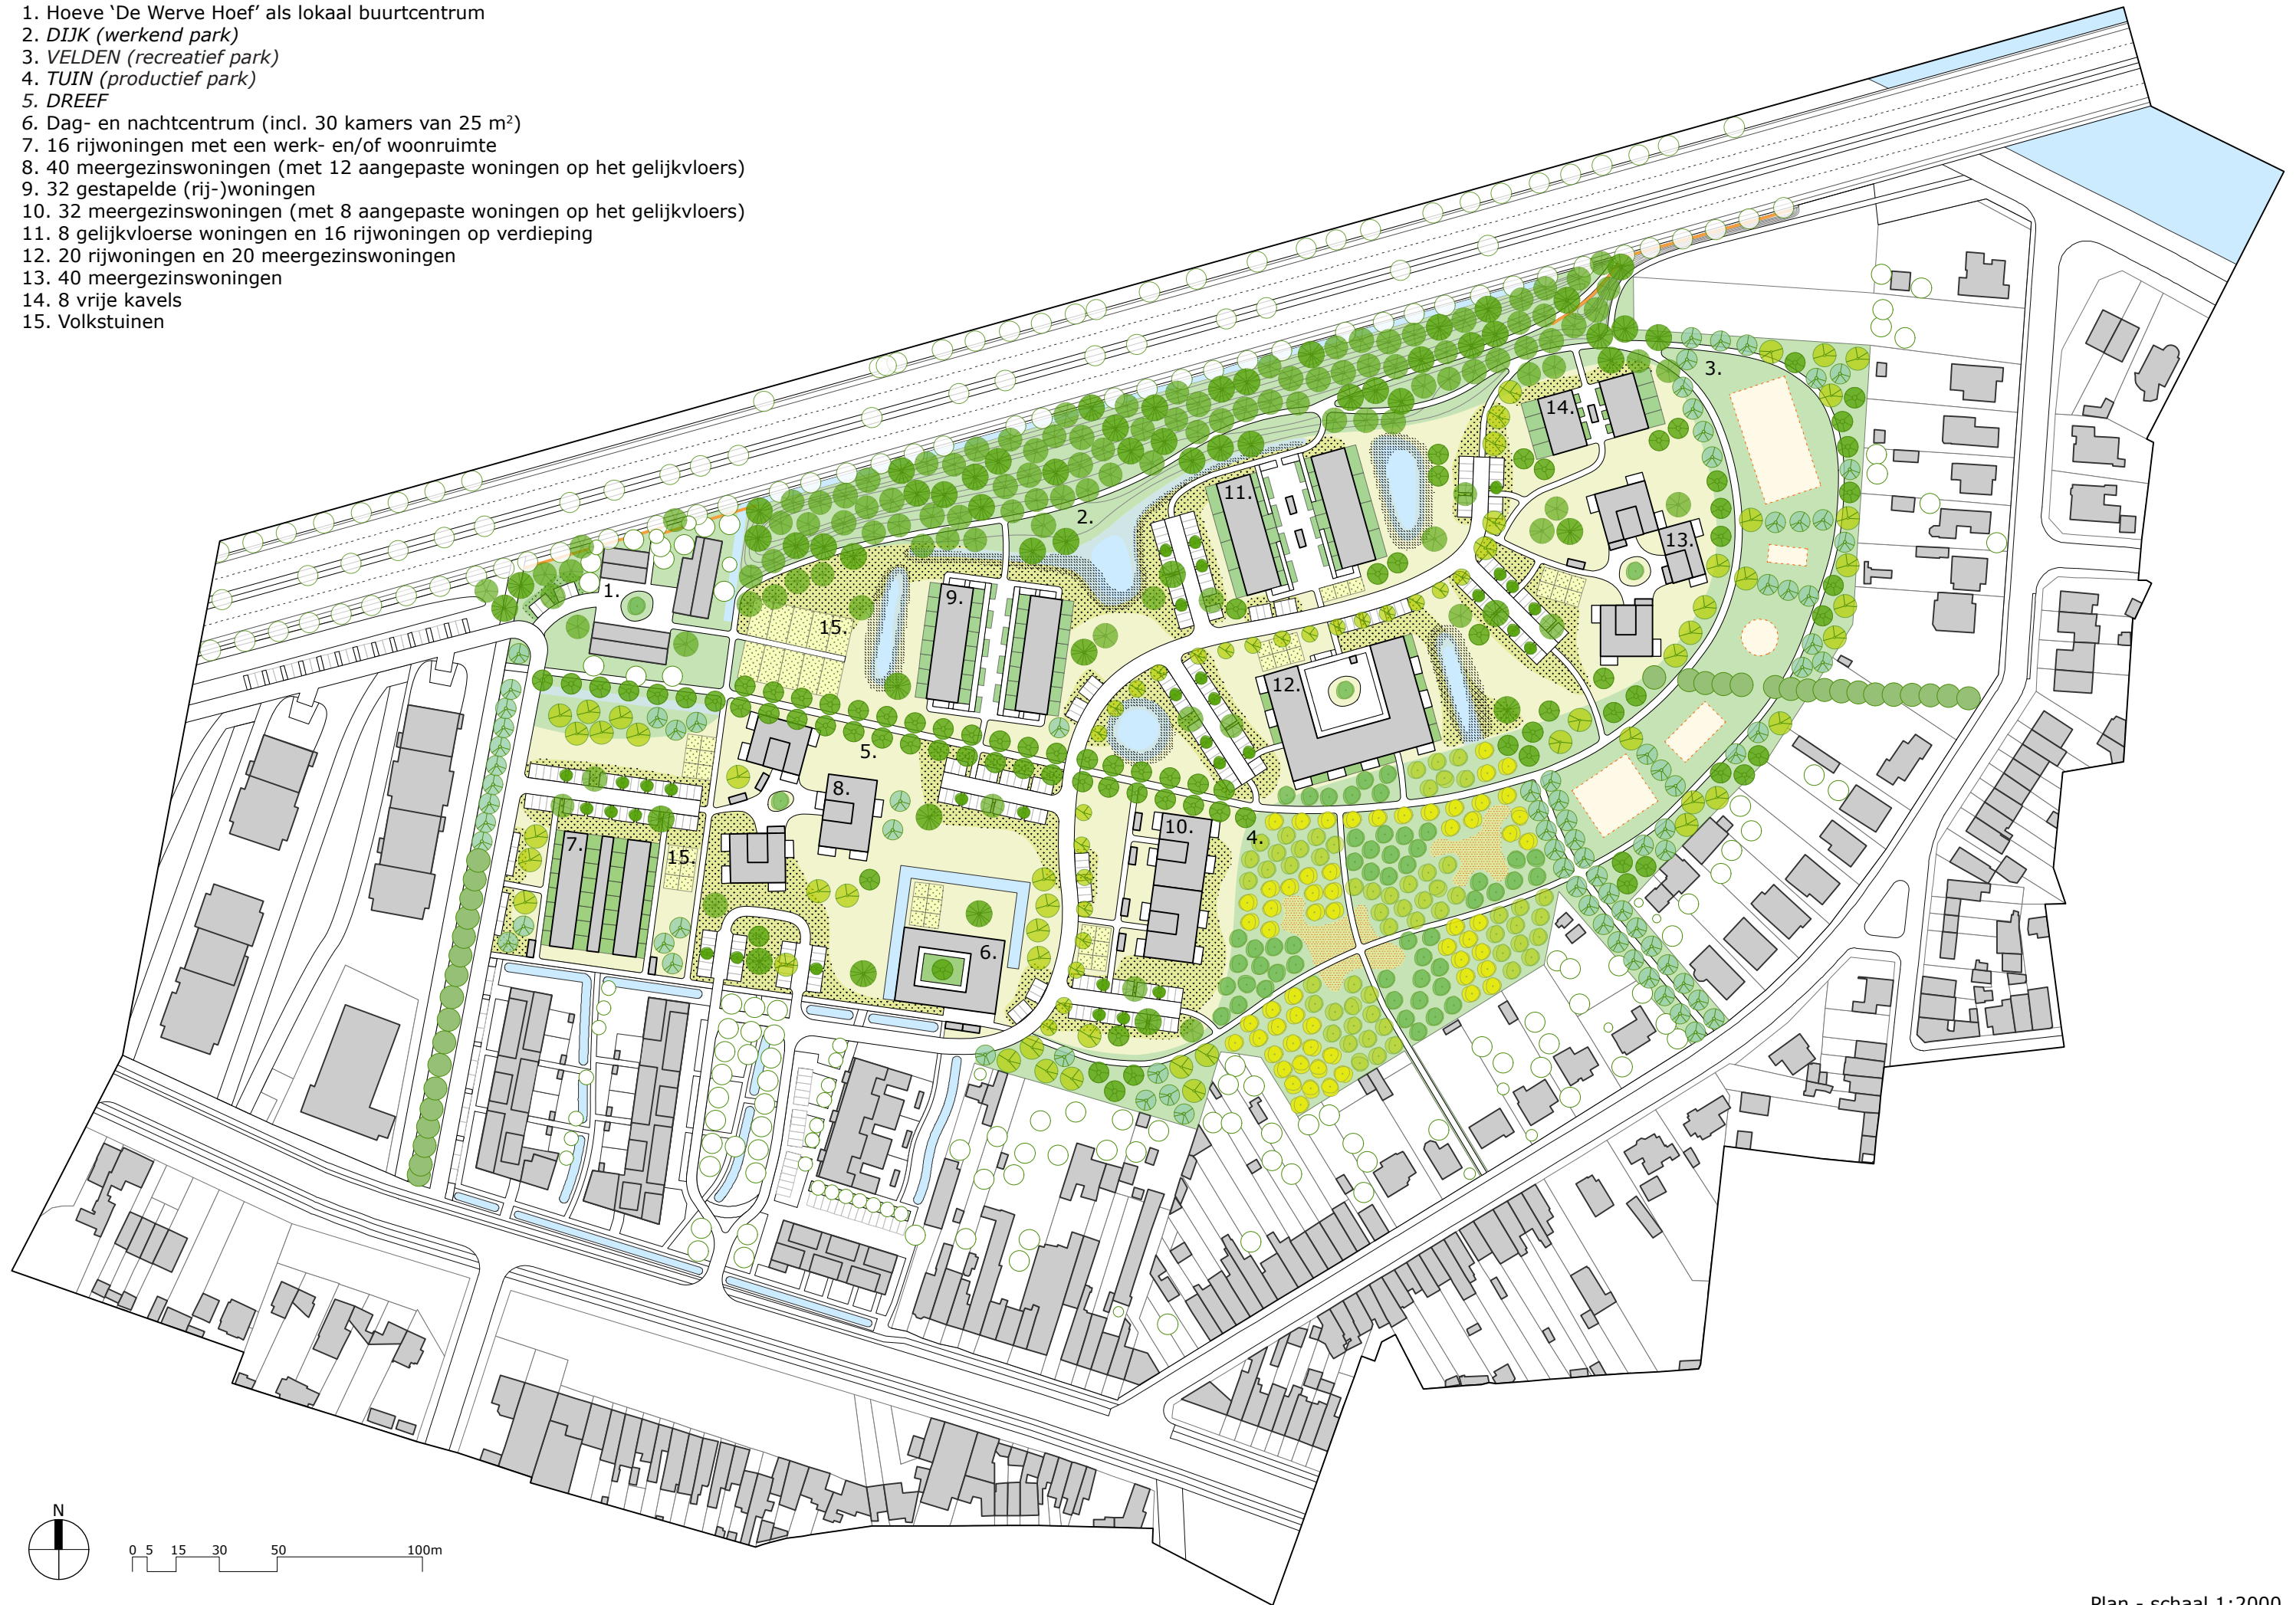 1. Hoeve ‘De Werve Hoef’ als lokaal buurtcentrum
2. DIJK (werkend park)
3. VELDEN (recreatief park)
4. TUIN (productief park)
5. DREEF
6. Dag- en nachtcentrum (incl. 30 kamers van 25 m²)
7. 16 rijwoningen met een werk- en/of woonruimte
8. 40 meergezinswoningen (met 12 aangepaste woningen op het gelijkvloers)
9. 32 gestapelde (rij-)woningen
10. 32 meergezinswoningen (met 8 aangepaste woningen op het gelijkvloers)
11. 8 gelijkvloerse woningen en 16 rijwoningen op verdieping
12. 20 rijwoningen en 20 meergezinswoningen
13. 40 meergezinswoningen
14. 8 vrije kavels
15. Volkstuinen
3.
14.
11.
2.
13.
1.
9.
15.
12.
5.
8.
10.
4.
7.
15.
6.
N
0 5 15 30 50 100m
Plan - schaal 1:2000